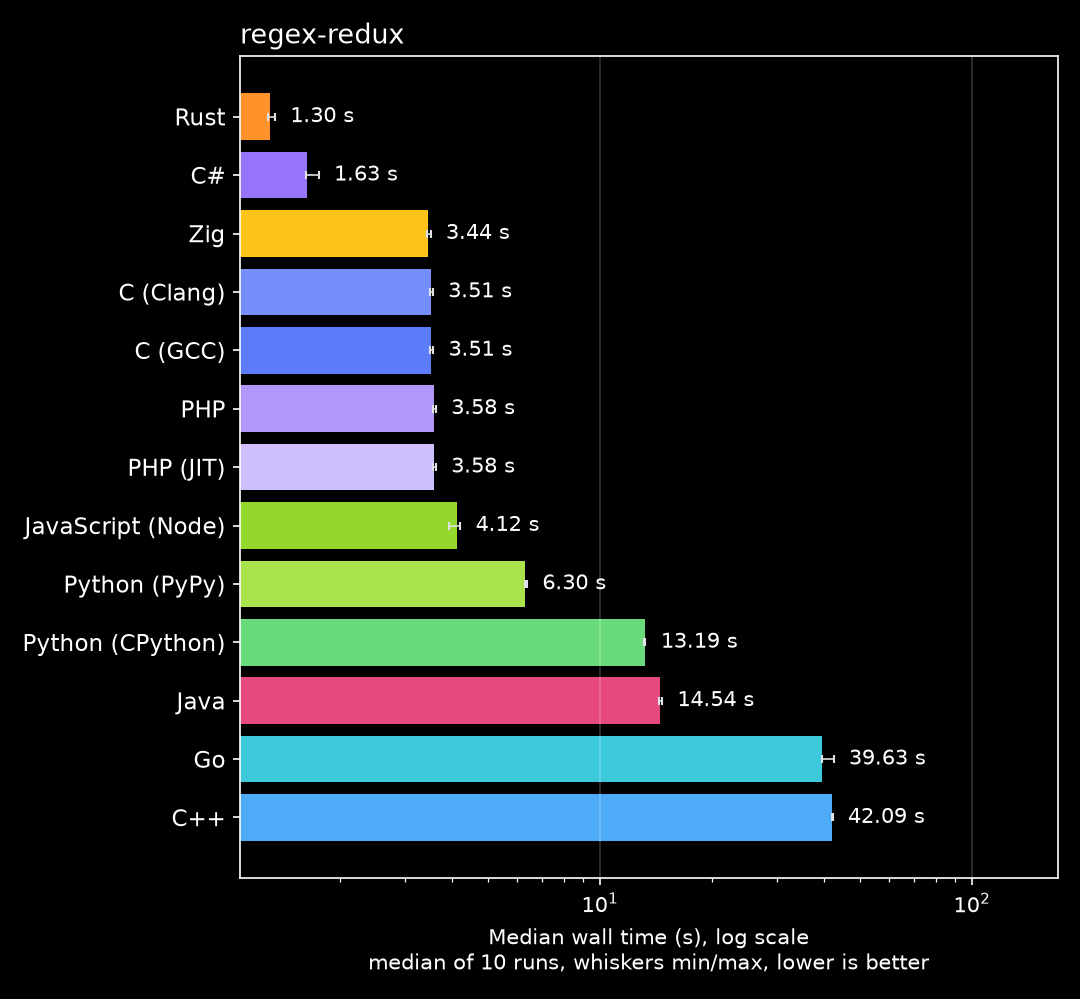 regex-redux
Rust 1.30 s
C# 1.63 s
Zig 3.44 s
C (Clang) 3.51 s
C (GCC) 3.51 s
PHP 3.58 s
PHP (JIT) 3.58 s
JavaScript (Node) 4.12 s
Python (PyPy) 6.30 s
Python (CPython) 13.19 s
Java 14.54 s
Go 39.63 s
C++ 42.09 s
10¹ 10²
Median wall time (s), log scale
median of 10 runs, whiskers min/max, lower is better